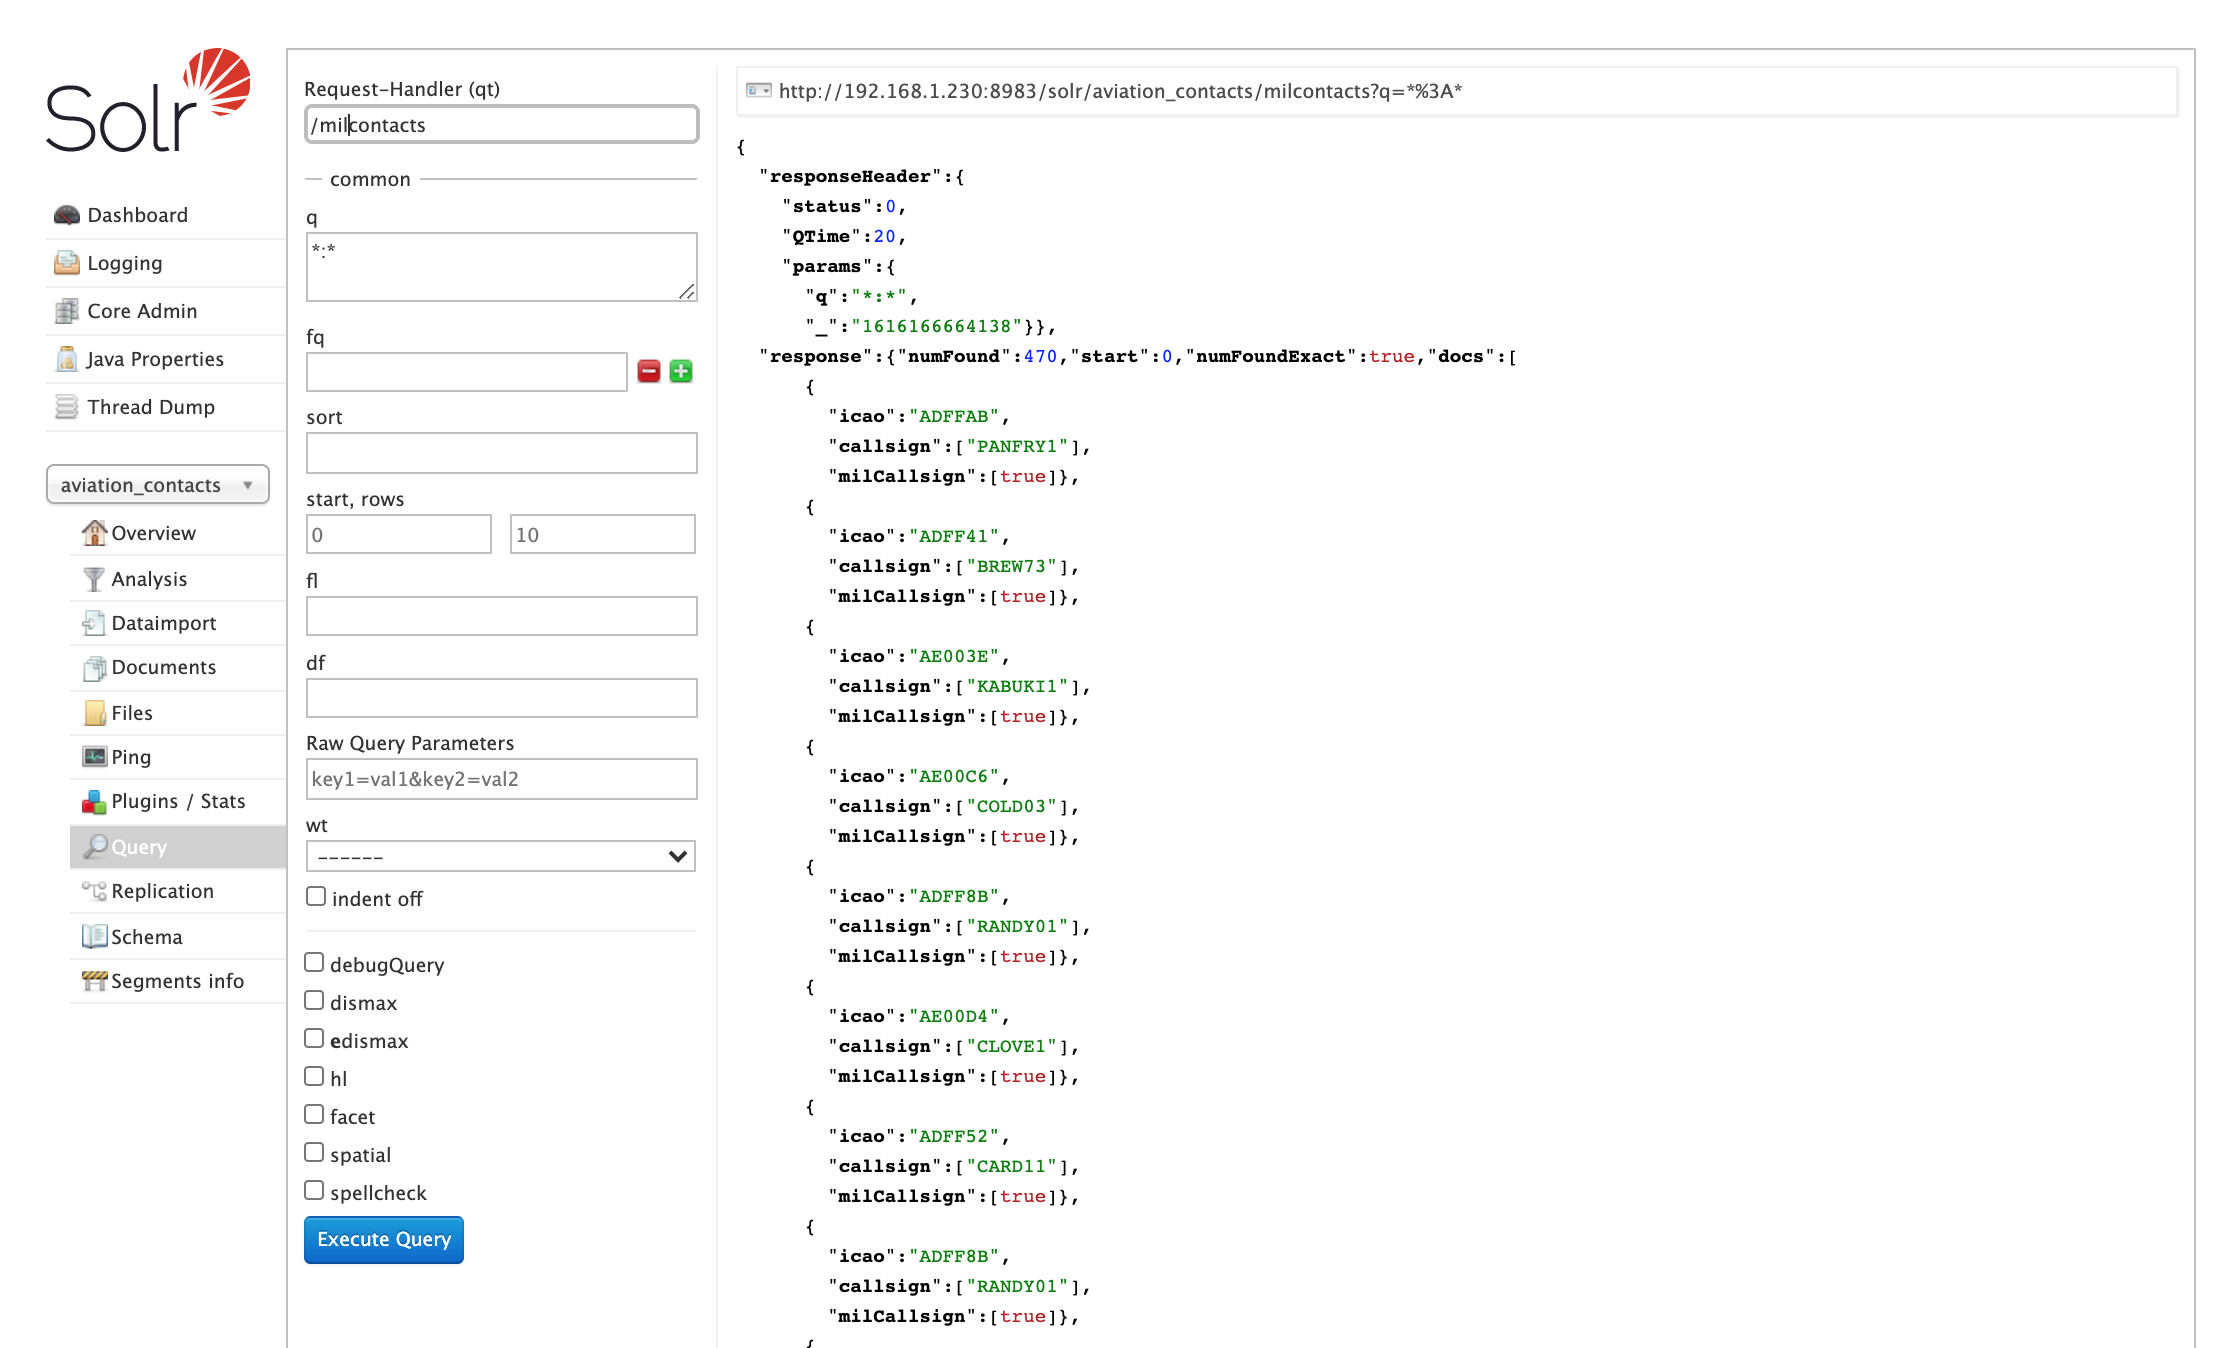 Solr
Dashboard
Logging
Core Admin
Java Properties
Thread Dump
aviation_contacts
Overview
Analysis
Dataimport
Documents
Files
Ping
Plugins / Stats
Query
Replication
Schema
Segments info
Request-Handler (qt)
/milcontacts
common
q
*:*
fq
sort
start, rows
0 10
fl
df
Raw Query Parameters
key1=val1&key2=val2
wt
------
indent off
debugQuery
dismax
edismax
hl
facet
spatial
spellcheck
Execute Query
http://192.168.1.230:8983/solr/aviation_contacts/milcontacts?q=*%3A*
{
"responseHeader":{
"status":0,
"QTime":20,
"params":{
"q":"*:*",
"_":"1616166664138"}},
"response":{"numFound":470,"start":0,"numFoundExact":true,"docs":[
{
"icao":"ADFFAB",
"callsign":["PANFRY1"],
"milCallsign":[true]},
{
"icao":"ADFF41",
"callsign":["BREW73"],
"milCallsign":[true]},
{
"icao":"AE003E",
"callsign":["KABUKI1"],
"milCallsign":[true]},
{
"icao":"AE00C6",
"callsign":["COLD03"],
"milCallsign":[true]},
{
"icao":"ADFF8B",
"callsign":["RANDY01"],
"milCallsign":[true]},
{
"icao":"AE00D4",
"callsign":["CLOVE1"],
"milCallsign":[true]},
{
"icao":"ADFF52",
"callsign":["CARD11"],
"milCallsign":[true]},
{
"icao":"ADFF8B",
"callsign":["RANDY01"],
"milCallsign":[true]},
{